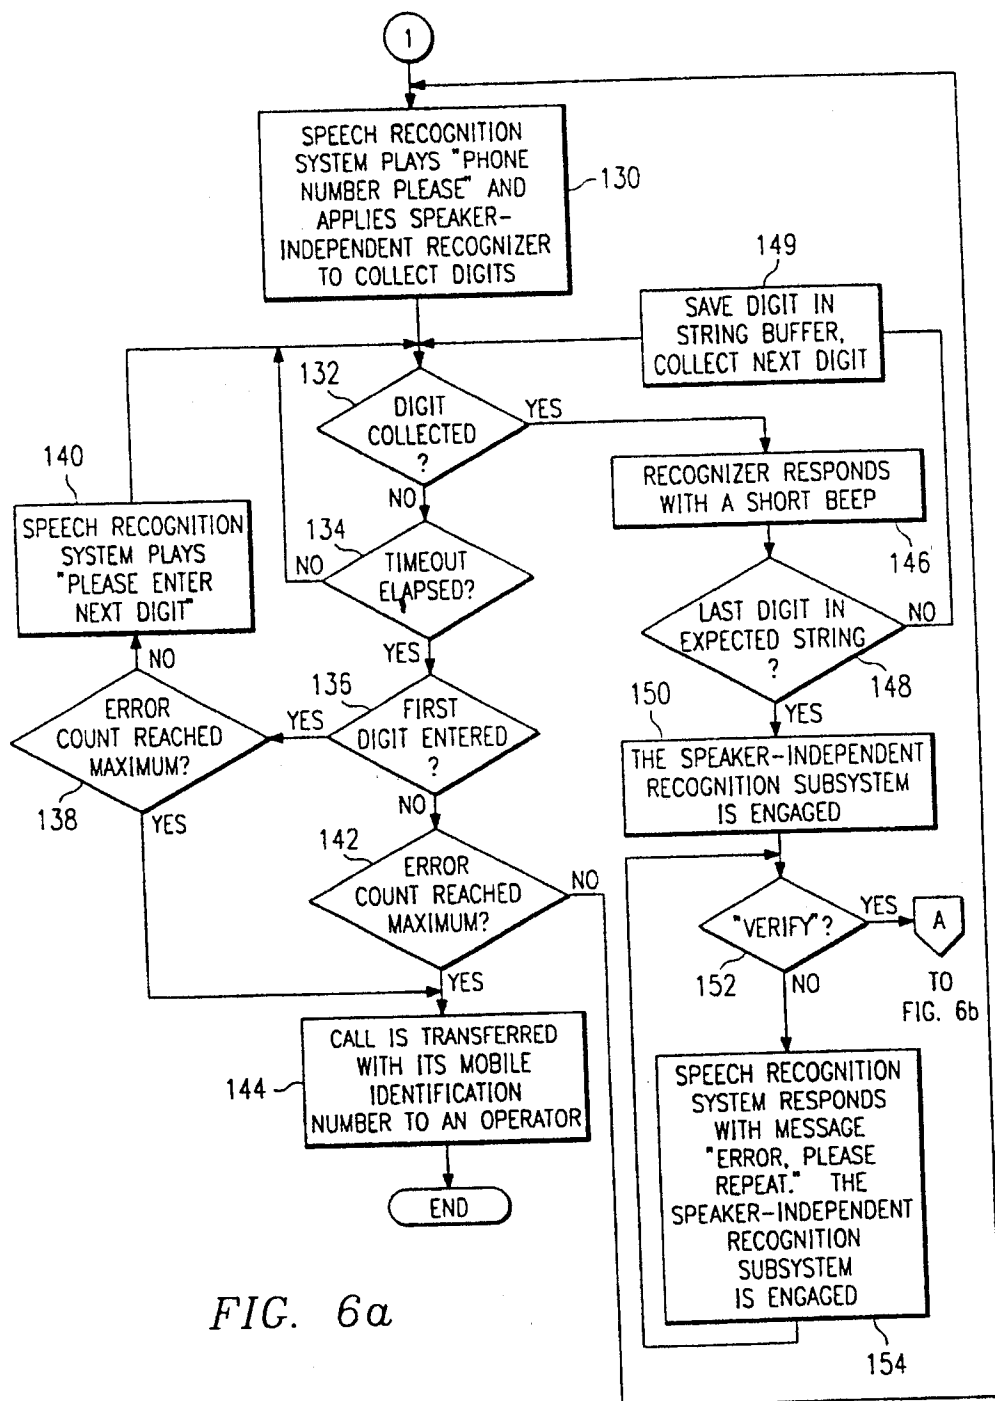 1
SPEECH RECOGNITION
SYSTEM PLAYS "PHONE
NUMBER PLEASE" AND
APPLIES SPEAKER-
INDEPENDENT RECOGNIZER
TO COLLECT DIGITS
130
149
SAVE DIGIT IN
STRING BUFFER,
COLLECT NEXT DIGIT
132
DIGIT
COLLECTED
?
YES
NO
140
SPEECH RECOGNITION
SYSTEM PLAYS
"PLEASE ENTER
NEXT DIGIT"
134
NO
TIMEOUT
ELAPSED?
YES
RECOGNIZER RESPONDS
WITH A SHORT BEEP
146
LAST DIGIT IN
EXPECTED STRING
?
NO
148
YES
NO
ERROR
COUNT REACHED
MAXIMUM?
138
YES
YES
136
FIRST
DIGIT ENTERED
?
NO
150
THE SPEAKER-INDEPENDENT
RECOGNITION SUBSYSTEM
IS ENGAGED
142
ERROR
COUNT REACHED
MAXIMUM?
NO
YES
"VERIFY"?
152
YES
A
TO
FIG. 6b
NO
144
CALL IS TRANSFERRED
WITH ITS MOBILE
IDENTIFICATION
NUMBER TO AN OPERATOR
END
SPEECH RECOGNITION
SYSTEM RESPONDS
WITH MESSAGE
"ERROR, PLEASE
REPEAT." THE
SPEAKER-INDEPENDENT
RECOGNITION
SUBSYSTEM
IS ENGAGED
154
FIG. 6a